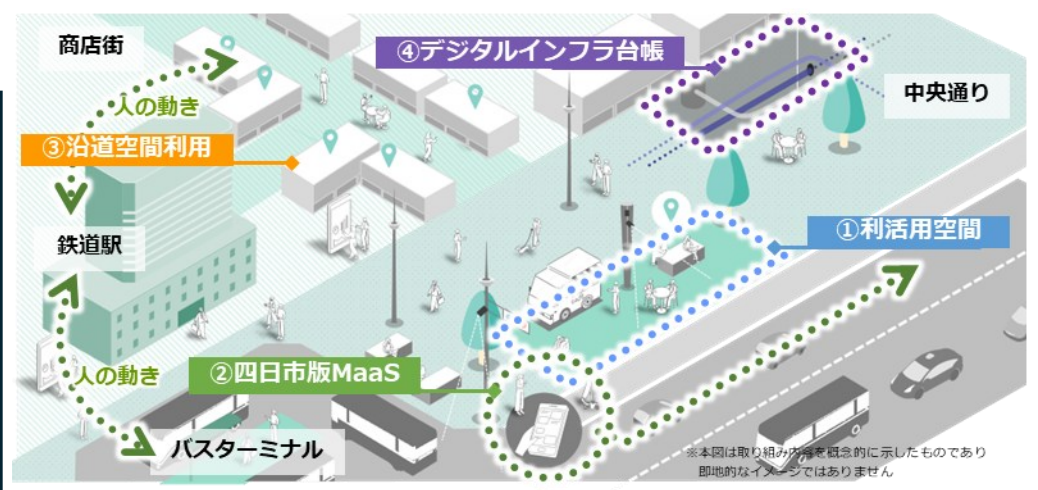 商店街
④デジタルインフラ台帳
中央通り
人の動き
③沿道空間利用
①利活用空間
鉄道駅
②四日市版MaaS
人の動き
バスターミナル
※本図は取り組み内容を概念的に示したものであり
即地的なイメージではありません